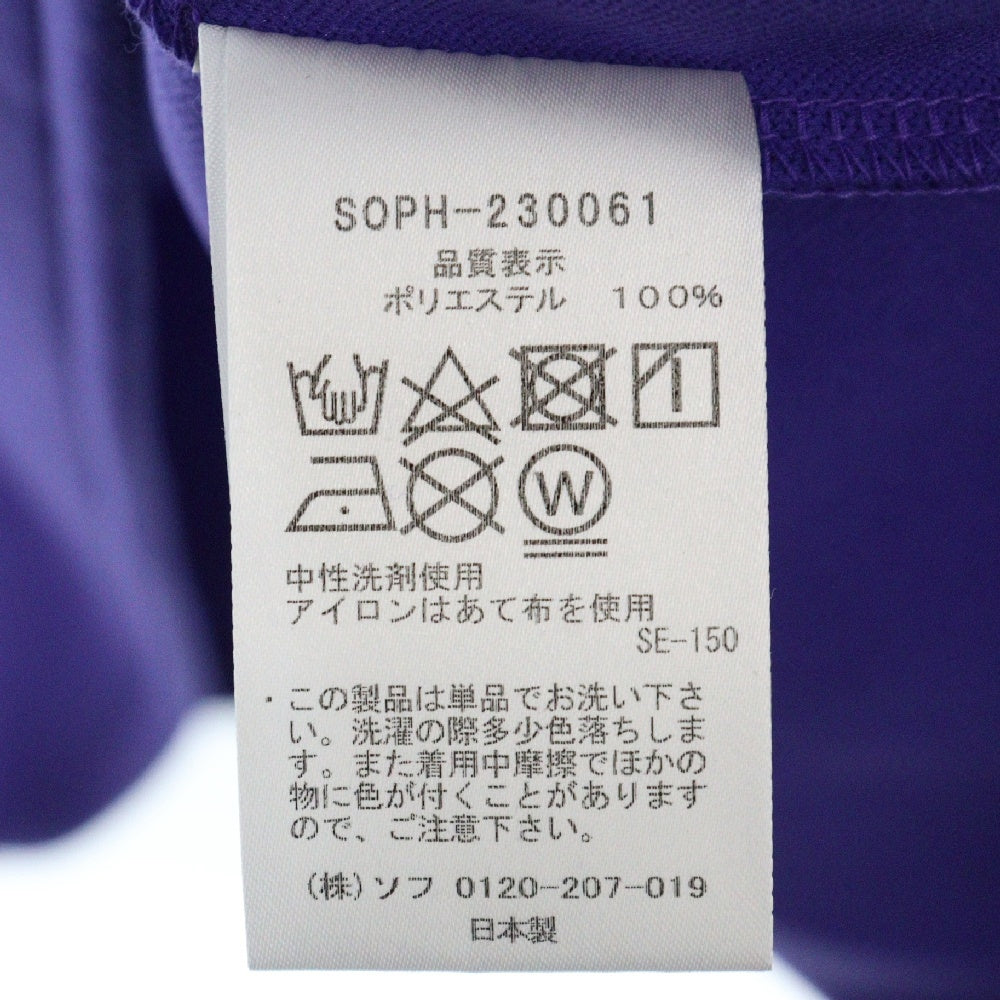 SOPH-230061
品質表示
ポリエステル 100%
W
中性洗剤使用
アイロンはあて布を使用
SE-150
・この製品は単品でお洗い下さ
い。洗濯の際多少色落ちしま
す。また着用中摩擦でほかの
物に色が付くことがあります
ので、ご注意下さい。
(株)ソフ 0120-207-019
日本製